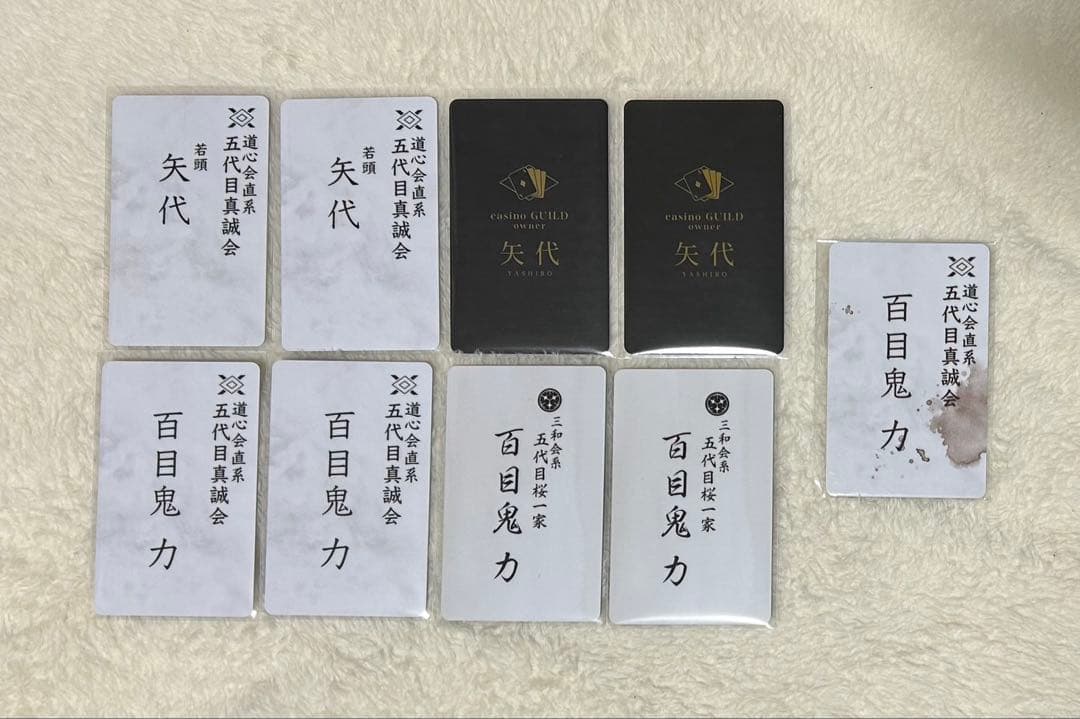 道心会直系
五代目真誠会
若頭
矢代
道心会直系
五代目真誠会
若頭
矢代
casino GUILD
owner
矢代
YASHIRO
casino GUILD
owner
矢代
YASHIRO
道心会直系
五代目真誠会
百目鬼 力
道心会直系
五代目真誠会
百目鬼 力
道心会直系
五代目真誠会
百目鬼 力
三和会系
五代目桜一家
百目鬼 力
三和会系
五代目桜一家
百目鬼 力